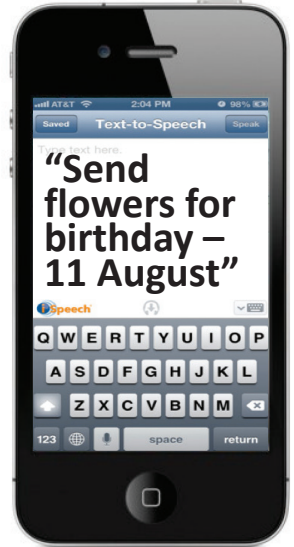 AT&T 2:04 PM 98%
Saved Text-to-Speech Speak
Type text here.
“Send
flowers for
birthday –
11 August”
iSpeech
Q W E R T Y U I O P
A S D F G H J K L
Z X C V B N M
123 space return